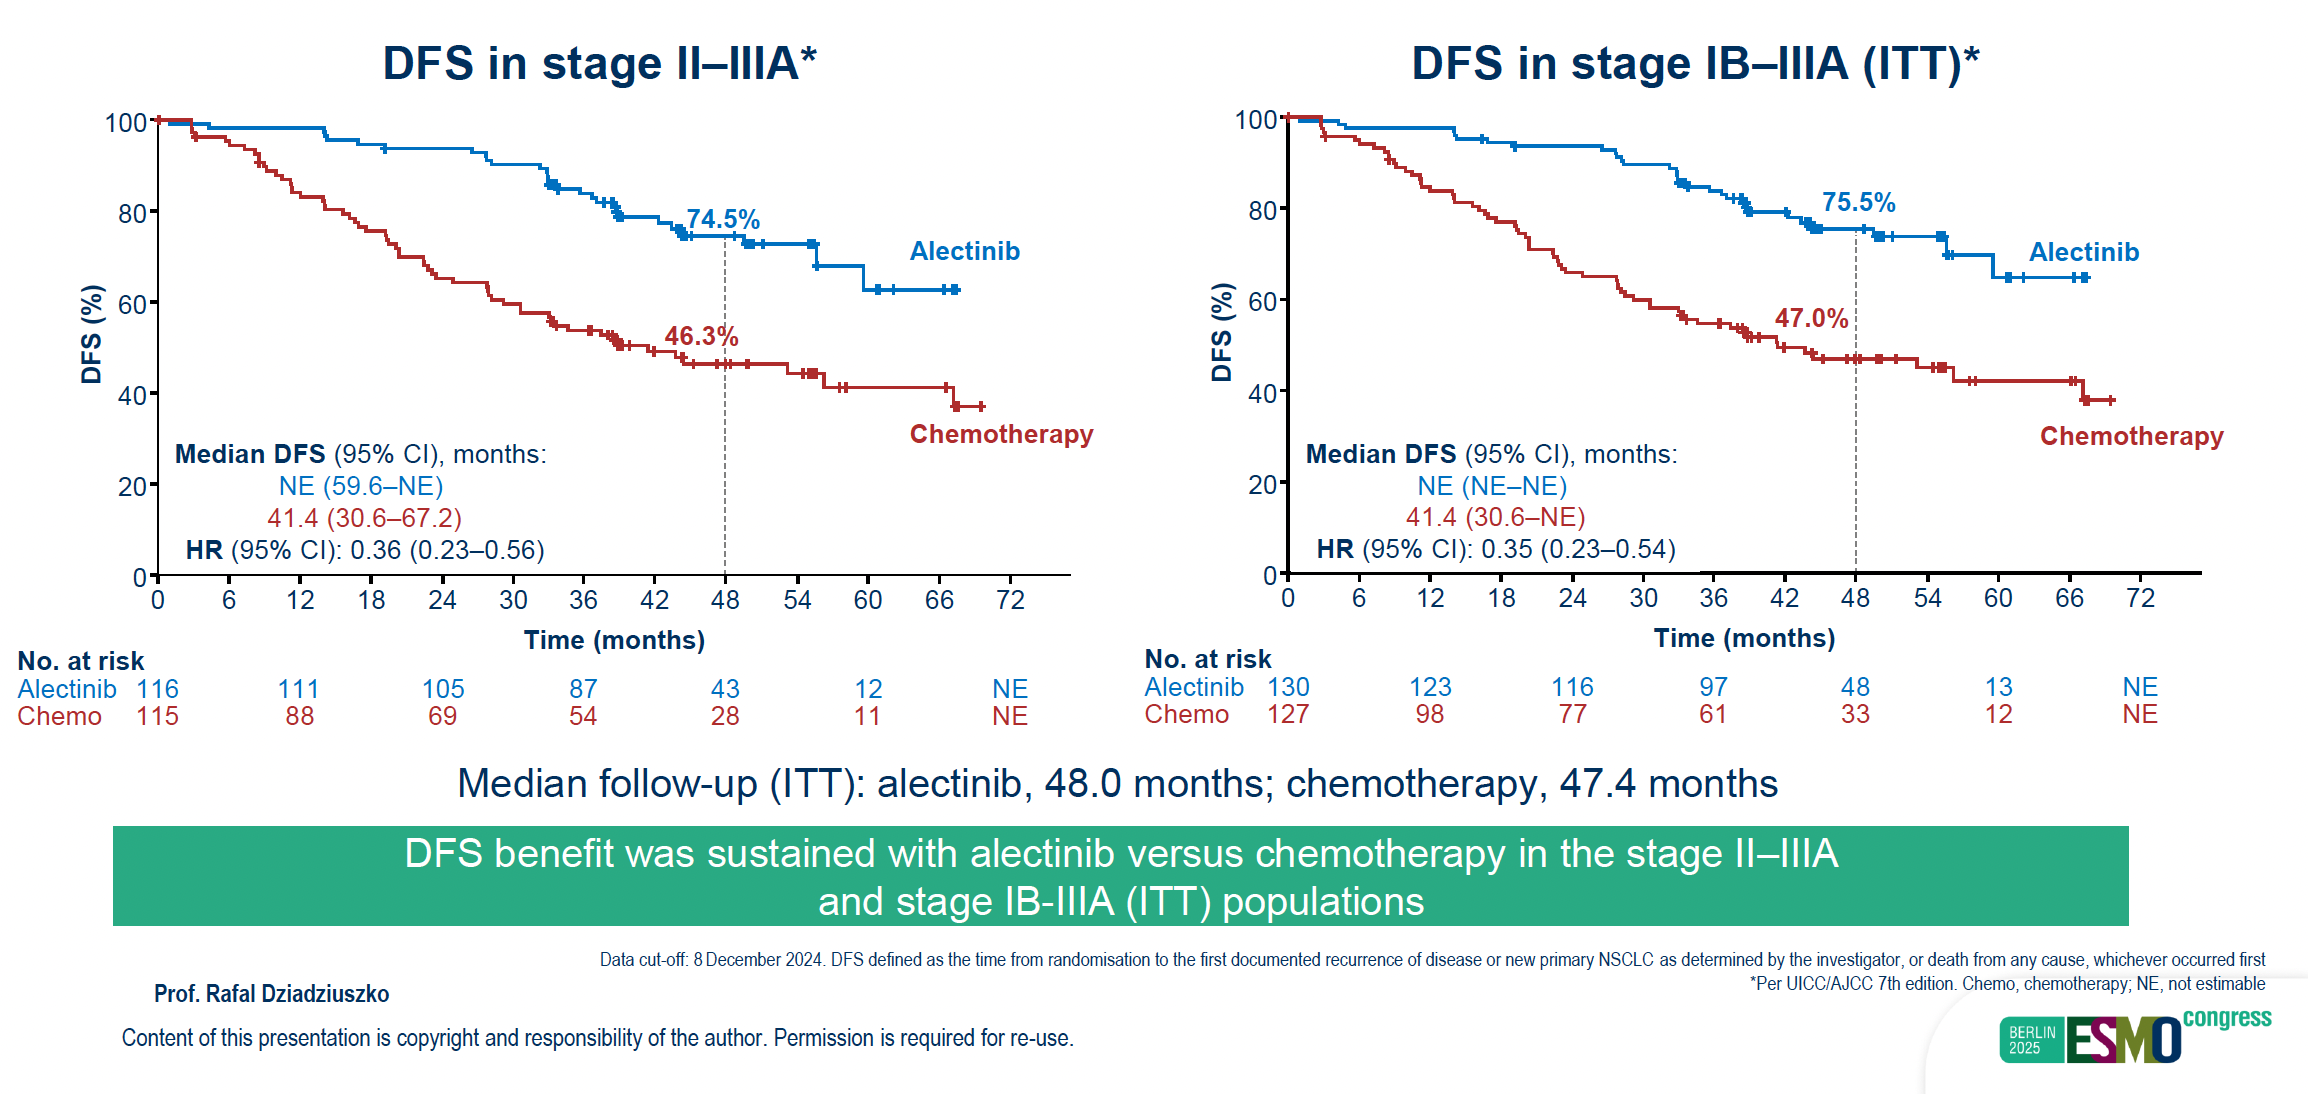 DFS in stage II–IIIA*
100
80
60
40
20
0
DFS (%)
74.5%
46.3%
Alectinib
Chemotherapy
Median DFS (95% CI), months:
NE (59.6–NE)
41.4 (30.6–67.2)
HR (95% CI): 0.36 (0.23–0.56)
0 6 12 18 24 30 36 42 48 54 60 66 72
Time (months)
No. at risk
Alectinib 116 111 105 87 43 12 NE
Chemo 115 88 69 54 28 11 NE
DFS in stage IB–IIIA (ITT)*
100
80
60
40
20
0
DFS (%)
75.5%
47.0%
Alectinib
Chemotherapy
Median DFS (95% CI), months:
NE (NE–NE)
41.4 (30.6–NE)
HR (95% CI): 0.35 (0.23–0.54)
0 6 12 18 24 30 36 42 48 54 60 66 72
Time (months)
No. at risk
Alectinib 130 123 116 97 48 13 NE
Chemo 127 98 77 61 33 12 NE
Median follow-up (ITT): alectinib, 48.0 months; chemotherapy, 47.4 months
DFS benefit was sustained with alectinib versus chemotherapy in the stage II–IIIA
and stage IB-IIIA (ITT) populations
Data cut-off: 8 December 2024. DFS defined as the time from randomisation to the first documented recurrence of disease or new primary NSCLC as determined by the investigator, or death from any cause, whichever occurred first
*Per UICC/AJCC 7th edition. Chemo, chemotherapy; NE, not estimable
Prof. Rafal Dziadziuszko
Content of this presentation is copyright and responsibility of the author. Permission is required for re-use.
BERLIN
2025
ESMO
congress